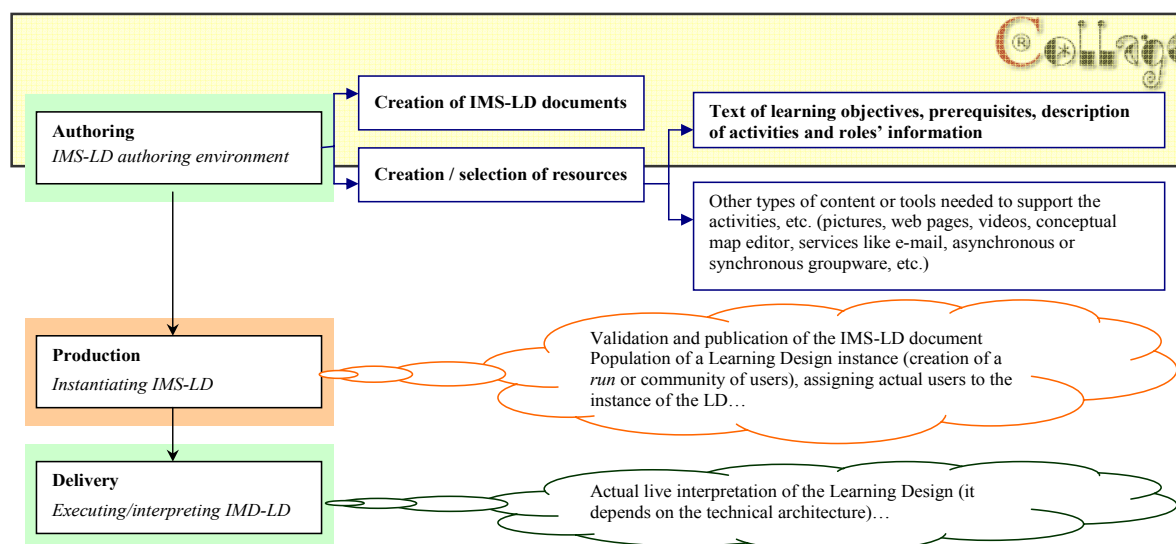 Collage
Authoring
IMS-LD authoring environment
Creation of IMS-LD documents
Creation / selection of resources
Text of learning objectives, prerequisites, description
of activities and roles' information
Other types of content or tools needed to support the
activities, etc. (pictures, web pages, videos, conceptual
map editor, services like e-mail, asynchronous or
synchronous groupware, etc.)
Production
Instantiating IMS-LD
Validation and publication of the IMS-LD document
Population of a Learning Design instance (creation of a
run or community of users), assigning actual users to the
instance of the LD…
Delivery
Executing/interpreting IMD-LD
Actual live interpretation of the Learning Design (it
depends on the technical architecture)…